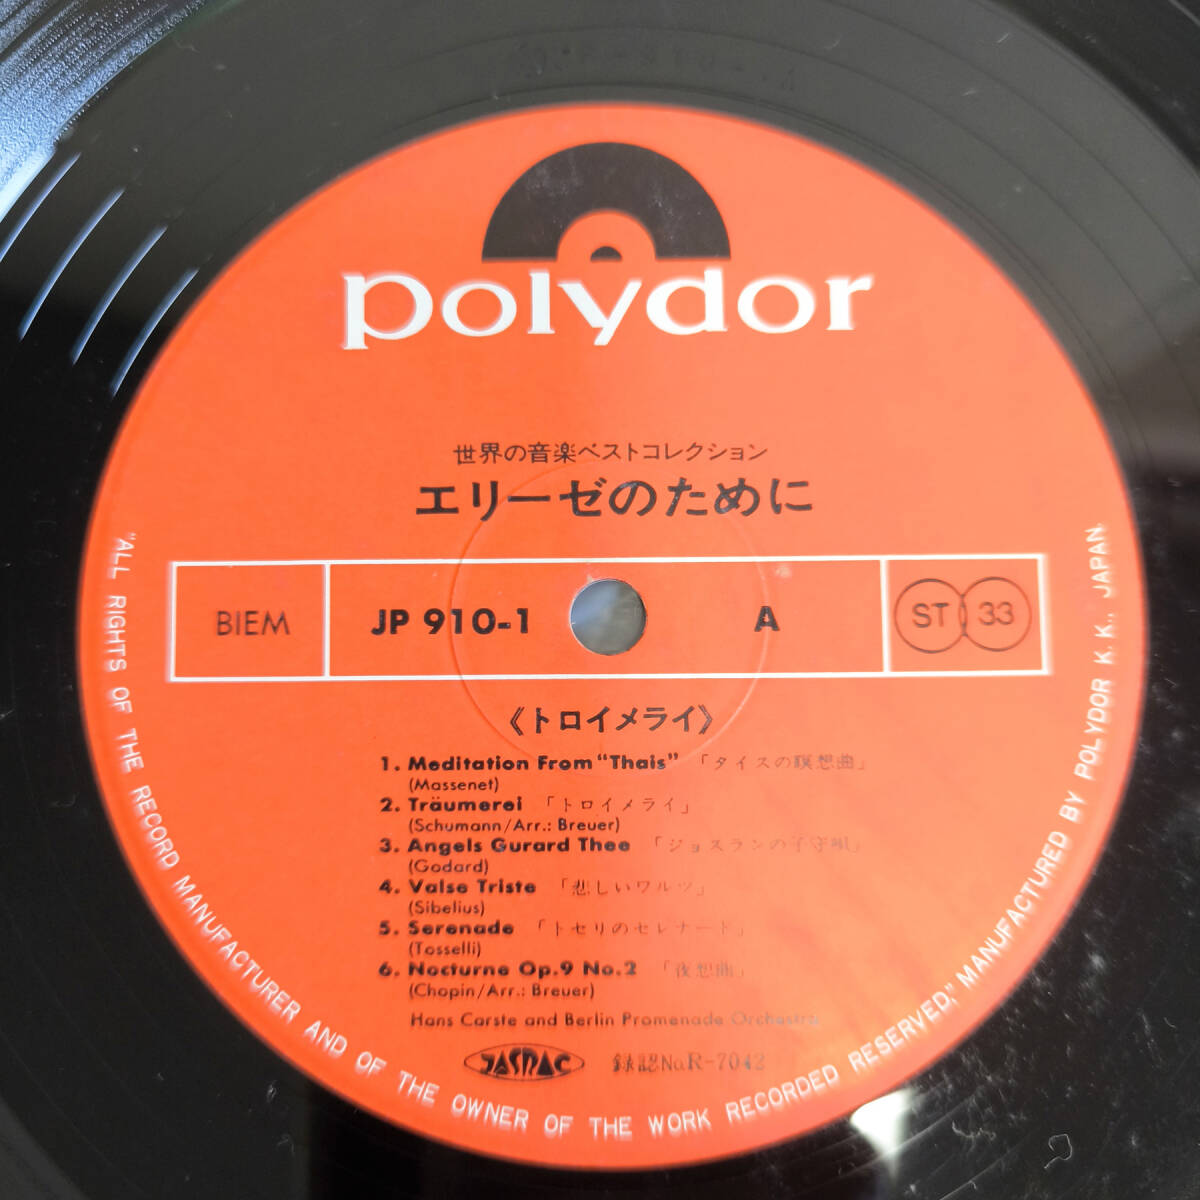 polydor
世界の音楽ベストコレクション
エリーゼのために
BIEM JP 910-1 A ST 33
《トロイメライ》
1. Meditation From “Thais” 「タイスの瞑想曲」
(Massenet)
2. Träumerei 「トロイメライ」
(Schumann/Arr.: Breuer)
3. Angels Gurard Thee 「ジョスランの子守唄」
(Godard)
4. Valse Triste 「悲しいワルツ」
(Sibelius)
5. Serenade 「トセリのセレナード」
(Tosselli)
6. Nocturne Op.9 No.2 「夜想曲」
(Chopin/Arr.: Breuer)
Hans Carste and Berlin Promenade Orchestra
JASRAC 録認No.R-7042
“ALL RIGHTS OF THE RECORD MANUFACTURER AND OF THE OWNER OF THE WORK RECORDED RESERVED,” MANUFACTURED BY POLYDOR K.K., JAPAN.